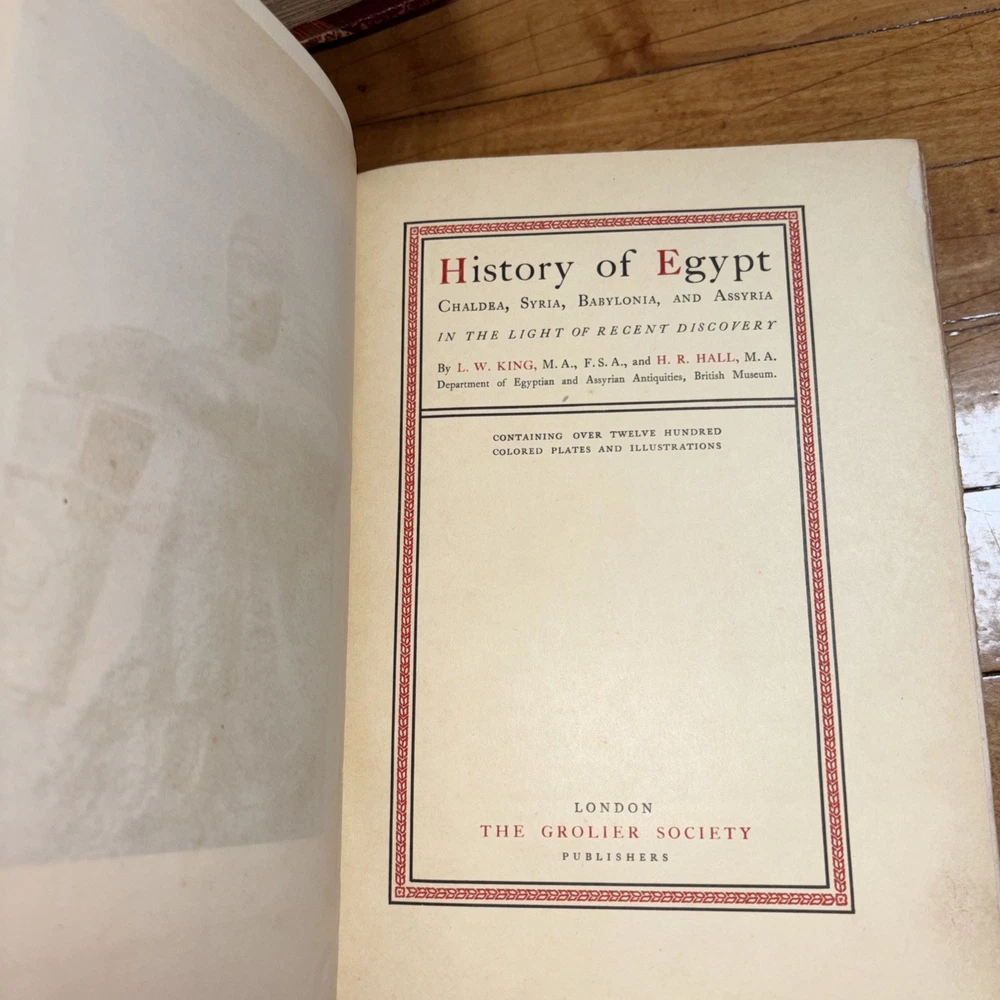 History of Egypt
CHALDEA, SYRIA, BABYLONIA, AND ASSYRIA
IN THE LIGHT OF RECENT DISCOVERY
By L. W. KING, M. A., F. S. A., and H. R. HALL, M. A.
Department of Egyptian and Assyrian Antiquities, British Museum.
CONTAINING OVER TWELVE HUNDRED
COLORED PLATES AND ILLUSTRATIONS
LONDON
THE GROLIER SOCIETY
PUBLISHERS